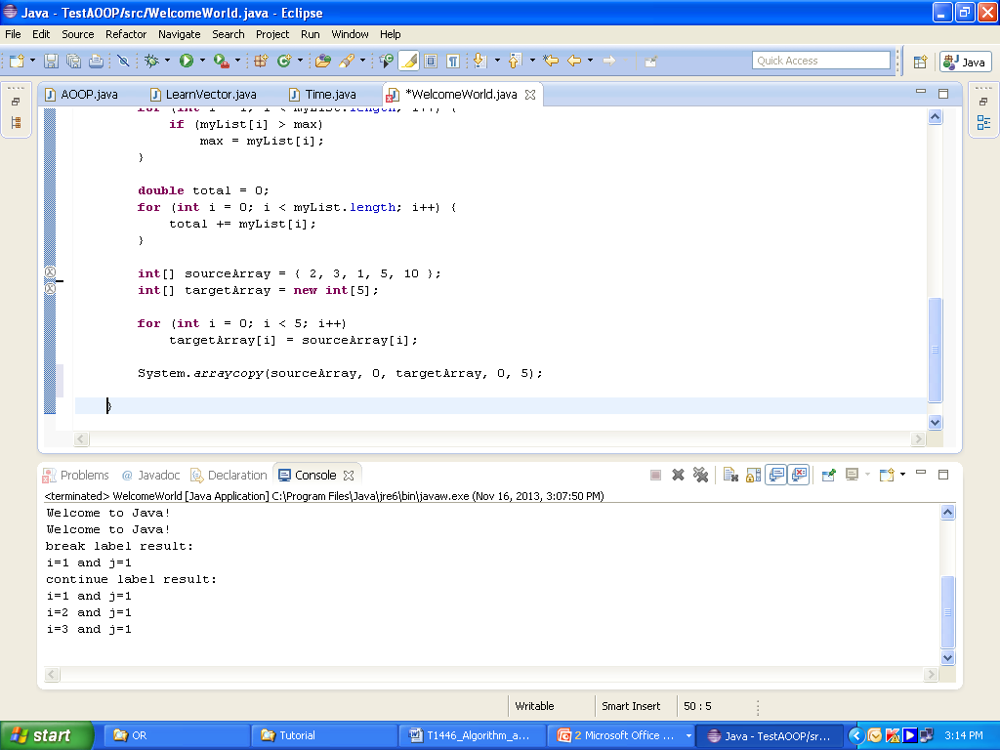 Java - TestAOOP/src/WelcomeWorld.java - Eclipse
File Edit Source Refactor Navigate Search Project Run Window Help
Quick Access
Java
AOOP.java LearnVector.java Time.java *WelcomeWorld.java
for (int i = 1; i < myList.length; i++) {
if (myList[i] > max)
max = myList[i];
}
double total = 0;
for (int i = 0; i < myList.length; i++) {
total += myList[i];
}
int[] sourceArray = { 2, 3, 1, 5, 10 };
int[] targetArray = new int[5];
for (int i = 0; i < 5; i++)
targetArray[i] = sourceArray[i];
System.arraycopy(sourceArray, 0, targetArray, 0, 5);
}
Problems @ Javadoc Declaration Console
<terminated> WelcomeWorld [Java Application] C:\Program Files\Java\jre6\bin\javaw.exe (Nov 16, 2013, 3:07:50 PM)
Welcome to Java!
Welcome to Java!
break label result:
i=1 and j=1
continue label result:
i=1 and j=1
i=2 and j=1
i=3 and j=1
Writable Smart Insert 50 : 5
start OR Tutorial T1446_Algorithm_a... 2 Microsoft Office ... Java - TestAOOP/sr... 3:14 PM